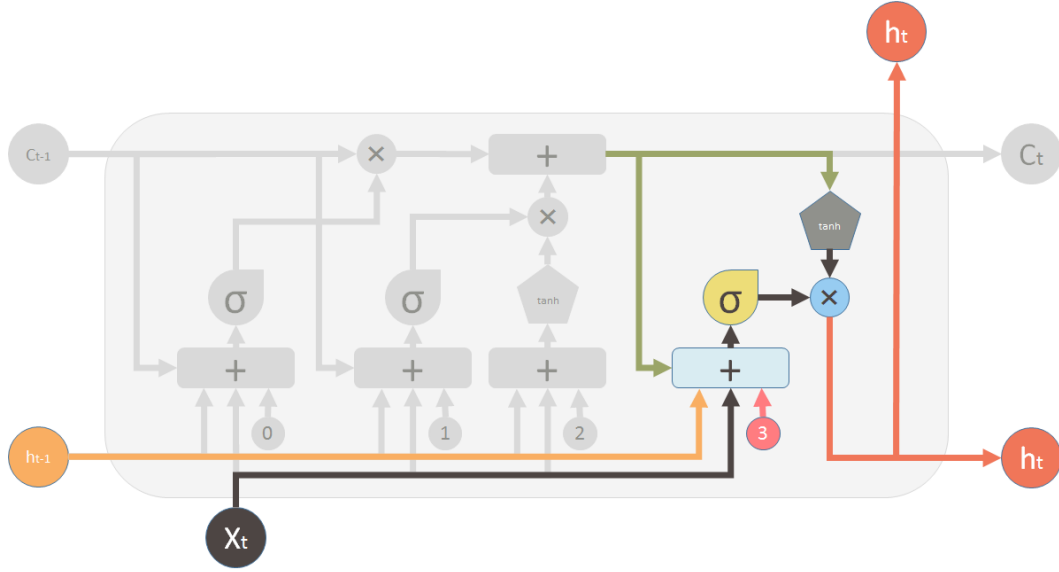 ht
Ct-1
×
+
Ct
×
tanh
σ
σ
tanh
σ
×
+
+
+
+
0
1
2
3
ht-1
ht
Xt